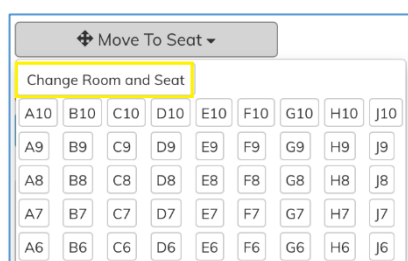 Move To Seat
Change Room and Seat
A10 B10 C10 D10 E10 F10 G10 H10 J10
A9 B9 C9 D9 E9 F9 G9 H9 J9
A8 B8 C8 D8 E8 F8 G8 H8 J8
A7 B7 C7 D7 E7 F7 G7 H7 J7
A6 B6 C6 D6 E6 F6 G6 H6 J6